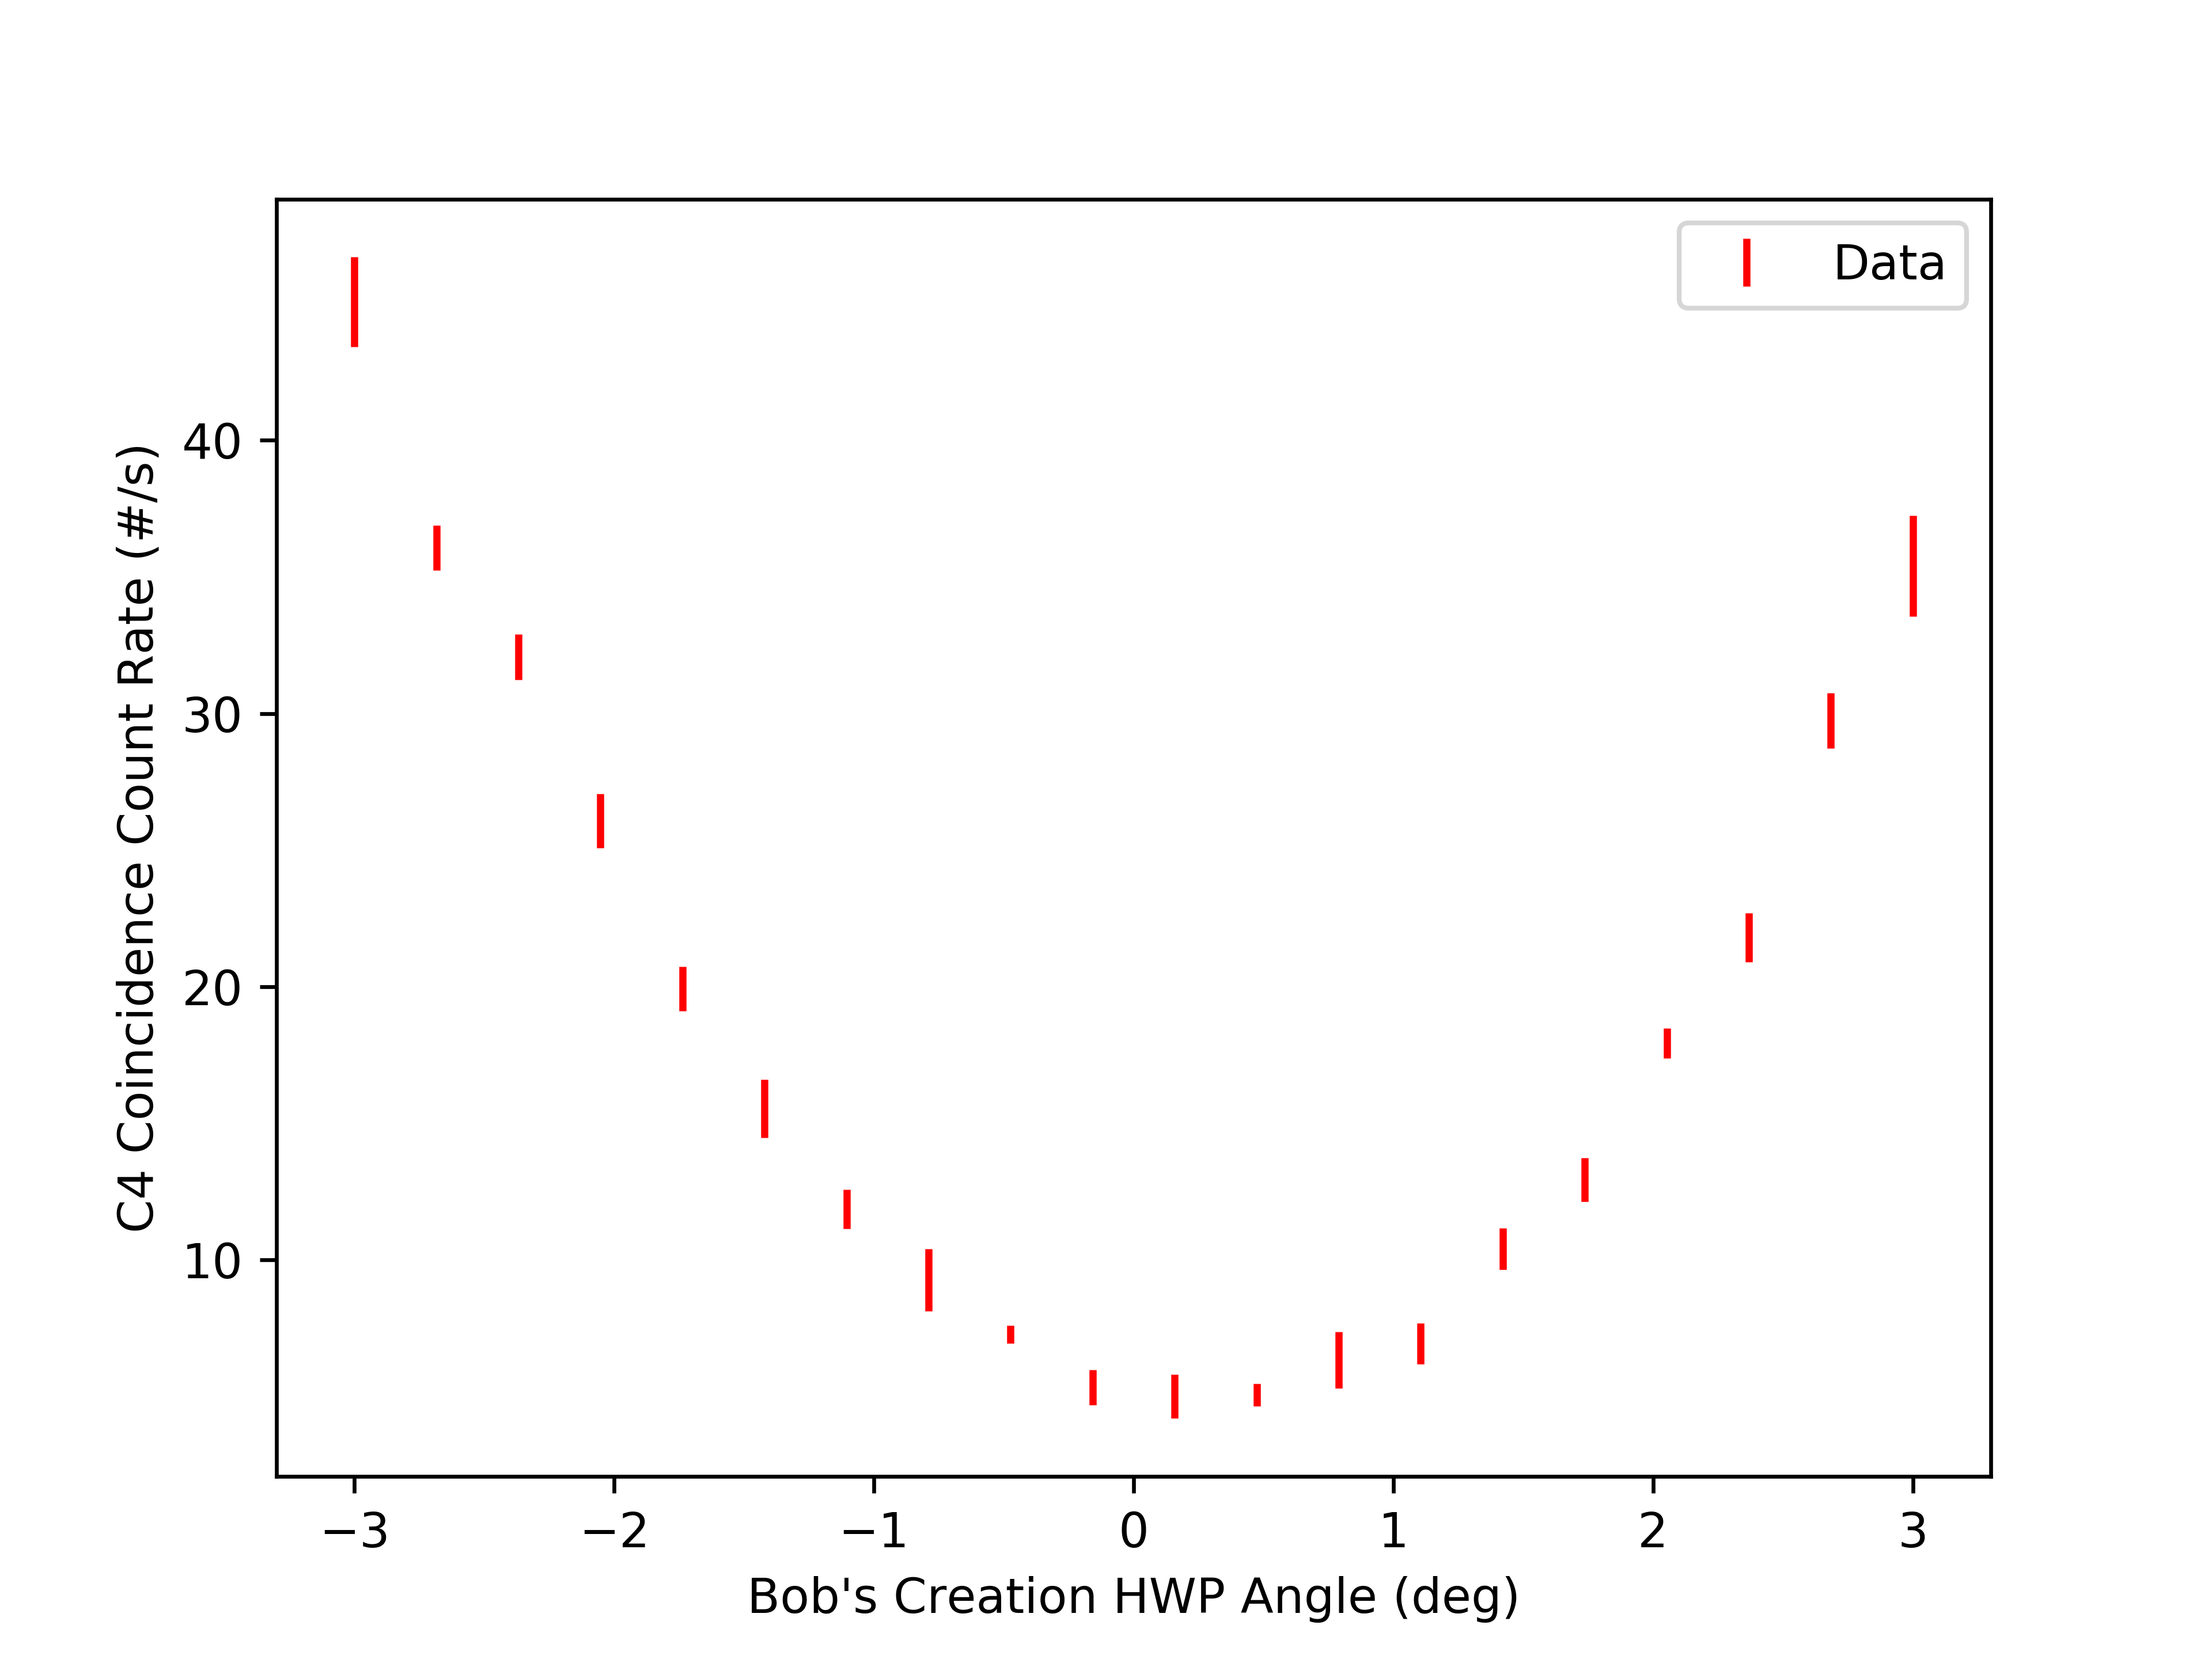 Data
C4 Coincidence Count Rate (#/s)
40
30
20
10
−3 −2 −1 0 1 2 3
Bob's Creation HWP Angle (deg)